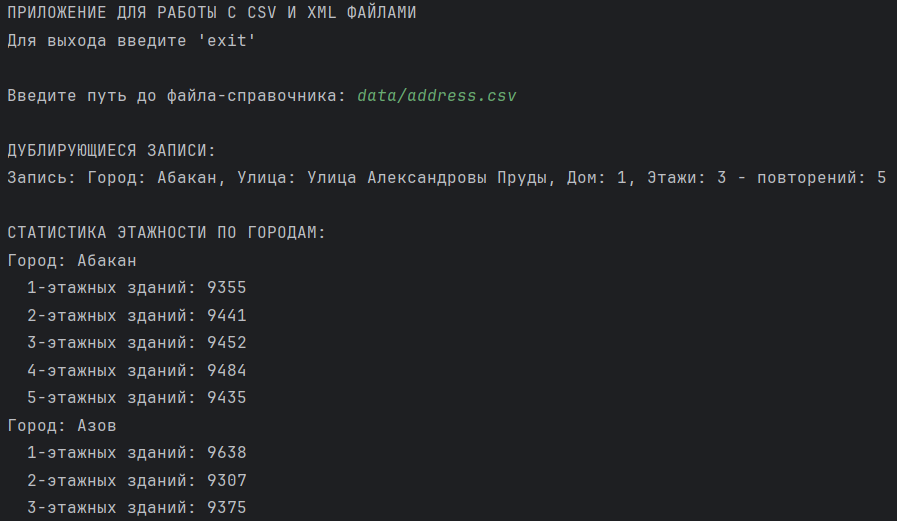 ПРИЛОЖЕНИЕ ДЛЯ РАБОТЫ С CSV И XML ФАЙЛАМИ
Для выхода введите 'exit'
Введите путь до файла-справочника: data/address.csv
ДУБЛИРУЮЩИЕСЯ ЗАПИСИ:
Запись: Город: Абакан, Улица: Улица Александровы Пруды, Дом: 1, Этажи: 3 - повторений: 5
СТАТИСТИКА ЭТАЖНОСТИ ПО ГОРОДАМ:
Город: Абакан
1-этажных зданий: 9355
2-этажных зданий: 9441
3-этажных зданий: 9452
4-этажных зданий: 9484
5-этажных зданий: 9435
Город: Азов
1-этажных зданий: 9638
2-этажных зданий: 9307
3-этажных зданий: 9375